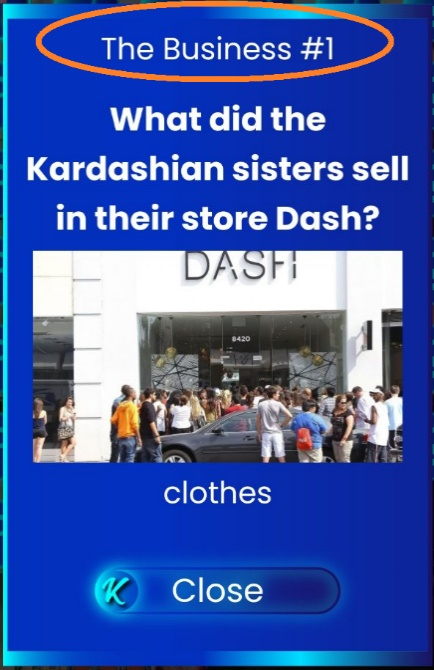 The Business #1
What did the
Kardashian sisters sell
in their store Dash?
DASH
8420
clothes
K
Close